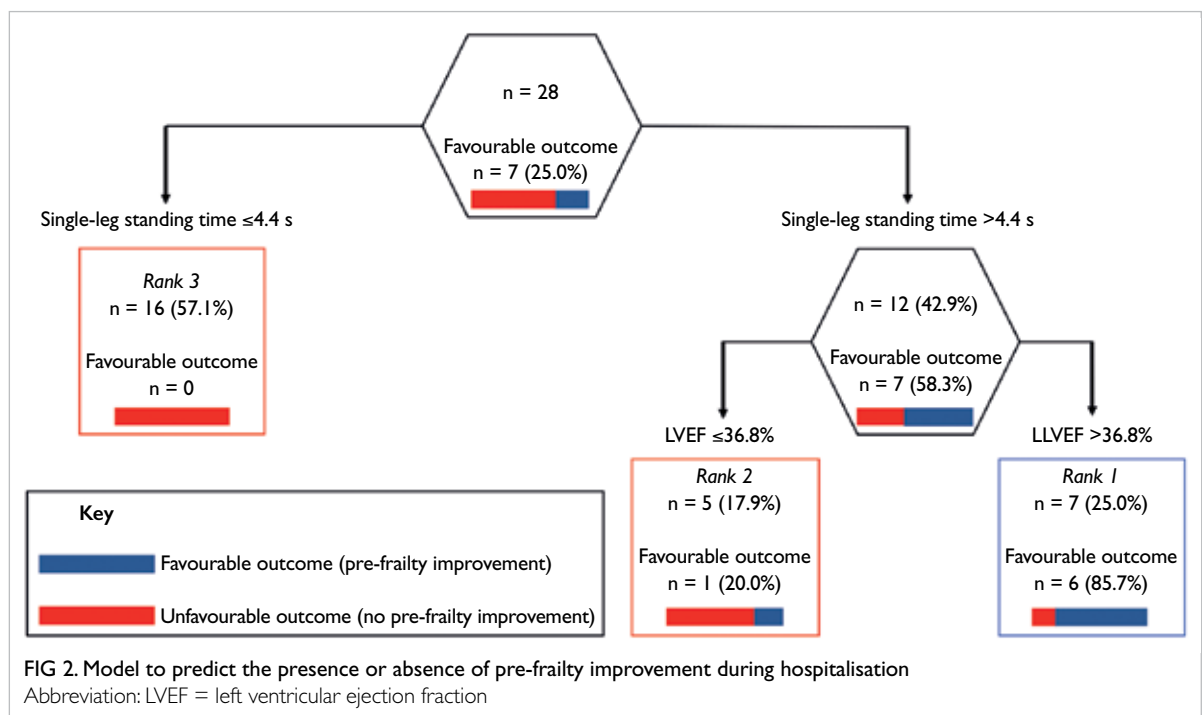 n = 28
Favourable outcome
n = 7 (25.0%)
Single-leg standing time ≤4.4 s
Single-leg standing time >4.4 s
Rank 3
n = 16 (57.1%)
Favourable outcome
n = 0
n = 12 (42.9%)
Favourable outcome
n = 7 (58.3%)
LVEF ≤36.8%
LLVEF >36.8%
Rank 2
n = 5 (17.9%)
Favourable outcome
n = 1 (20.0%)
Rank 1
n = 7 (25.0%)
Favourable outcome
n = 6 (85.7%)
Key
Favourable outcome (pre-frailty improvement)
Unfavourable outcome (no pre-frailty improvement)
FIG 2. Model to predict the presence or absence of pre-frailty improvement during hospitalisation
Abbreviation: LVEF = left ventricular ejection fraction